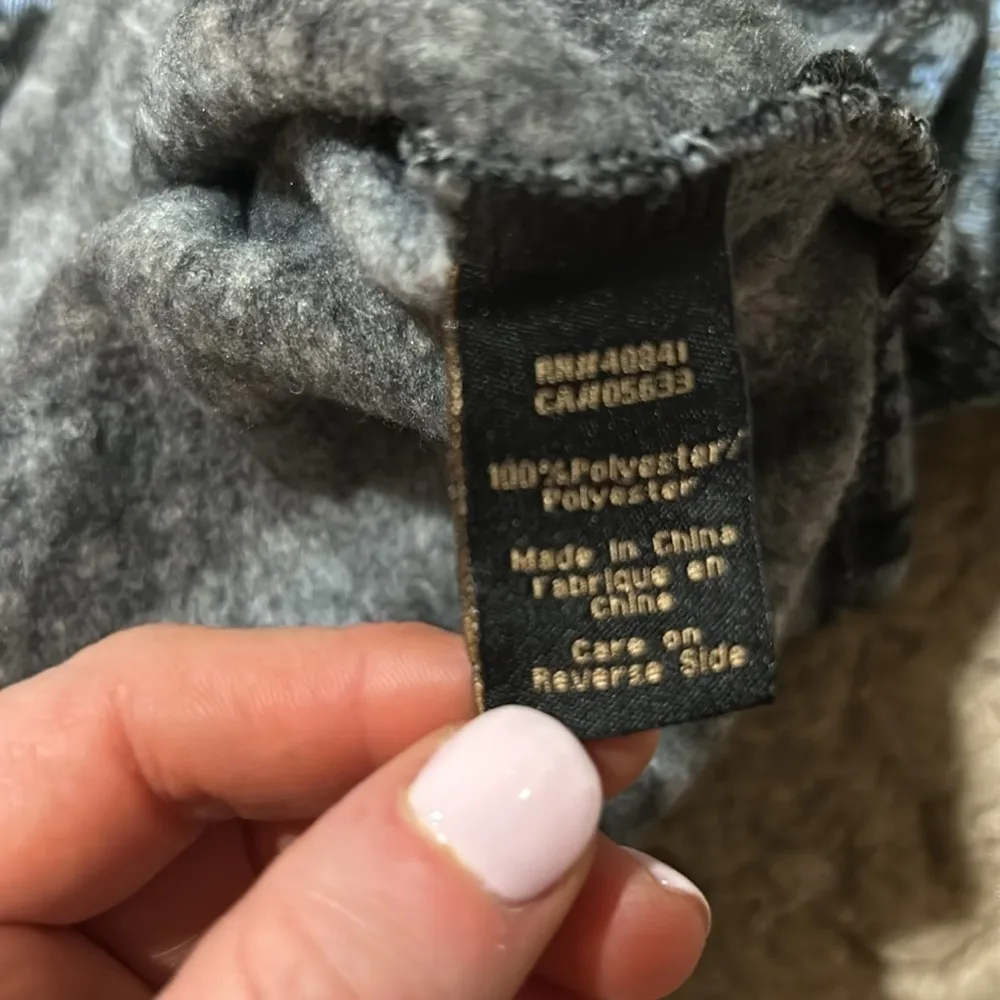 RN#40841
CA#05633
100%Polyester/
Polyester
Made in China
Fabrique en
Chine
Care on
Reverse Side